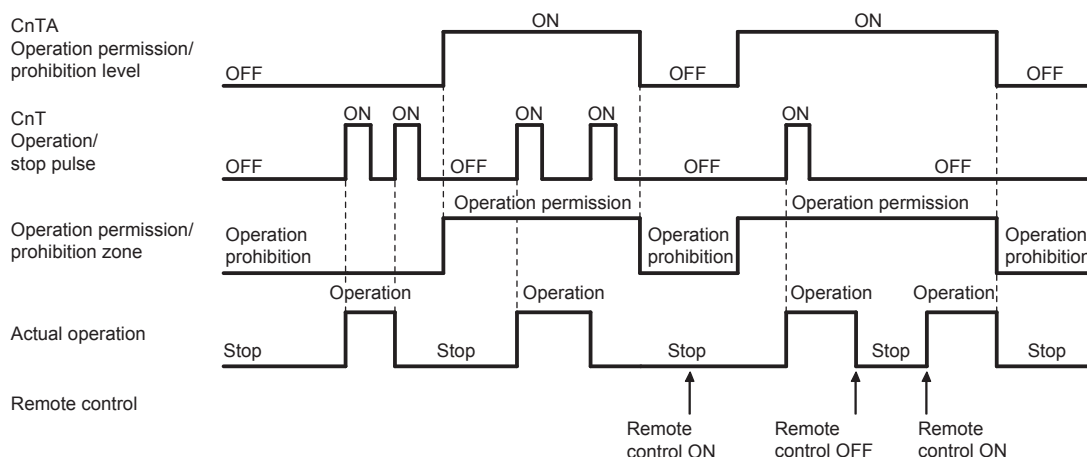 CnTA
Operation permission/
prohibition level
OFF
ON
OFF
ON
OFF
CnT
Operation/
stop pulse
OFF
ON
ON
OFF
ON
ON
OFF
ON
OFF
Operation permission/
prohibition zone
Operation
prohibition
Operation permission
Operation
prohibition
Operation permission
Operation
prohibition
Actual operation
Stop
Operation
Stop
Operation
Stop
Operation
Stop
Operation
Stop
Remote control
Remote
control ON
Remote
control OFF
Remote
control ON